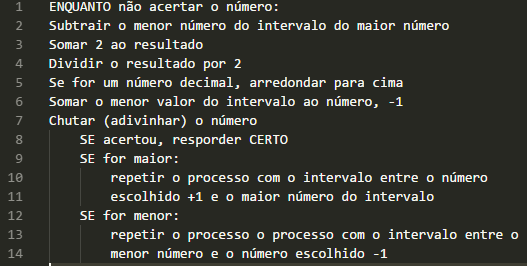 1 ENQUANTO não acertar o número:
2 Subtrair o menor número do intervalo do maior número
3 Somar 2 ao resultado
4 Dividir o resultado por 2
5 Se for um número decimal, arredondar para cima
6 Somar o menor valor do intervalo ao número, -1
7 Chutar (adivinhar) o número
8 SE acertou, responder CERTO
9 SE for maior:
10 repetir o processo com o intervalo entre o número
11 escolhido +1 e o maior número do intervalo
12 SE for menor:
13 repetir o processo o processo com o intervalo entre o
14 menor número e o número escolhido -1